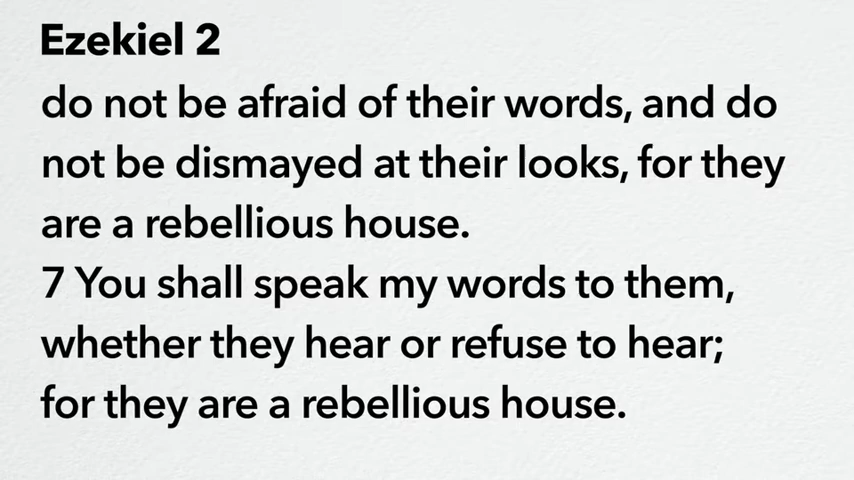 Ezekiel 2
do not be afraid of their words, and do
not be dismayed at their looks, for they
are a rebellious house.
7 You shall speak my words to them,
whether they hear or refuse to hear;
for they are a rebellious house.